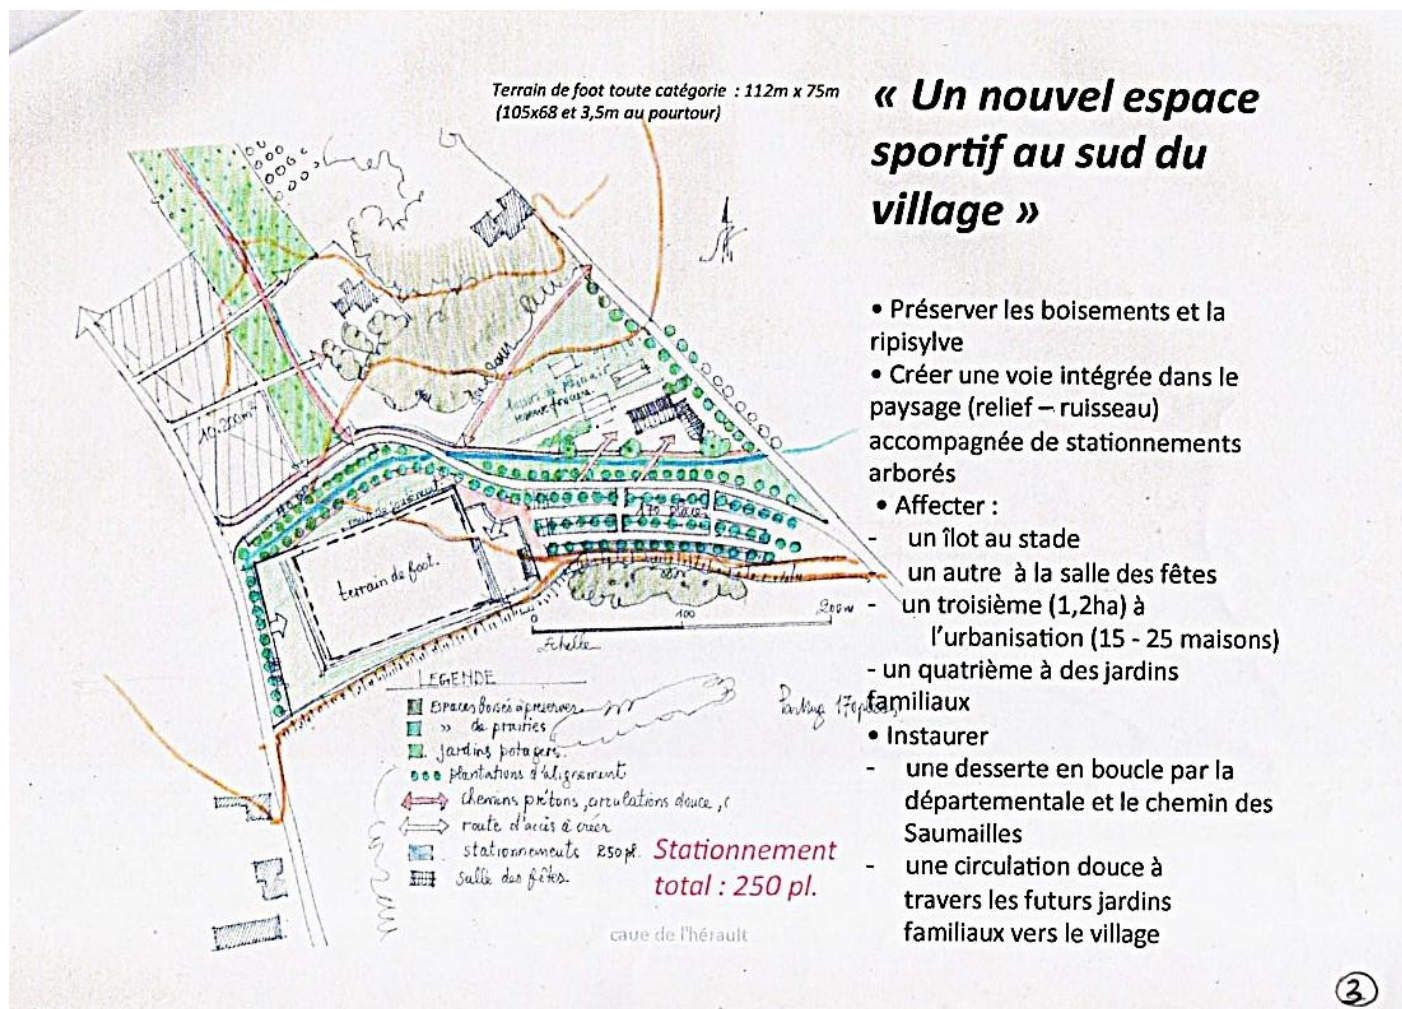 Terrain de foot toute catégorie : 112m x 75m
(105x68 et 3,5m au pourtour)
« Un nouvel espace
sportif au sud du
village »
• Préserver les boisements et la
ripisylve
• Créer une voie intégrée dans le
paysage (relief – ruisseau)
accompagnée de stationnements
arborés
• Affecter :
- un îlot au stade
- un autre à la salle des fêtes
- un troisième (1,2ha) à
l'urbanisation (15 - 25 maisons)
- un quatrième à des jardins
familiaux
• Instaurer
- une desserte en boucle par la
départementale et le chemin des
Saumailles
- une circulation douce à
travers les futurs jardins
familiaux vers le village
terrain de foot.
170 places
0 100 200m
Echelle
LEGENDE
Espaces boisés à préserver
" de prairies
Jardins potagers
plantations d'alignement
chemins piétons, circulations douce, (
route d'accès à créer
stationnements 250pl.
Salle des fêtes.
Parking 170 places
Stationnement
total : 250 pl.
caue de l'hérault
3